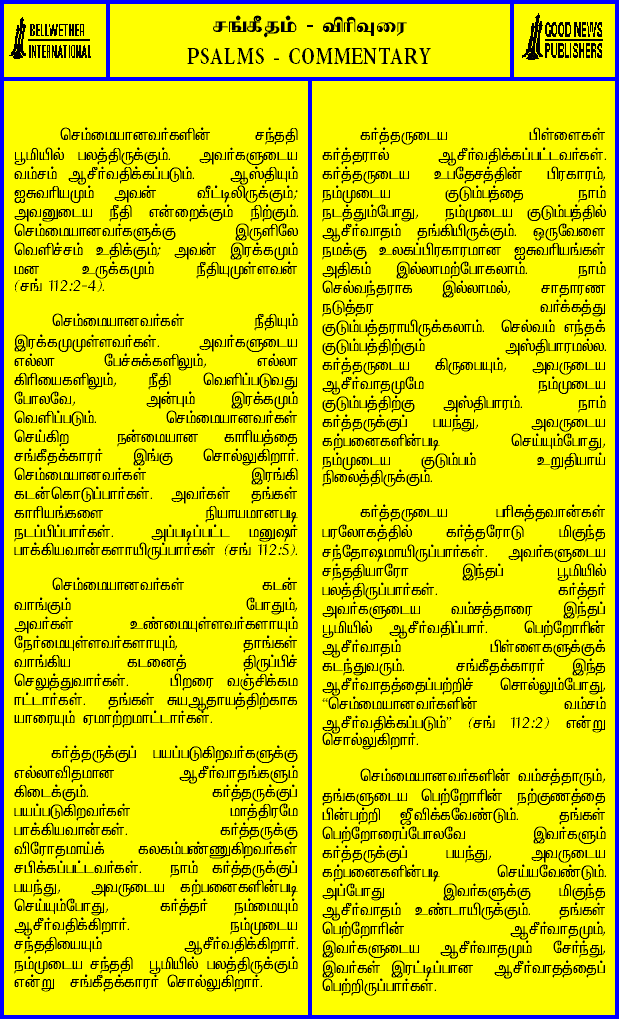 BELLWETHER
INTERNATIONAL
சங்கீதம் - விரிவுரை
PSALMS - COMMENTARY
GOOD NEWS
PUBLISHERS
செம்மையானவர்களின் சந்ததி
பூமியில் பலத்திருக்கும். அவர்களுடைய
வம்சம் ஆசீர்வதிக்கப்படும். ஆஸ்தியும்
ஐசுவரியமும் அவன் வீட்டிலிருக்கும்;
அவனுடைய நீதி என்றைக்கும் நிற்கும்.
செம்மையானவர்களுக்கு இருளிலே
வெளிச்சம் உதிக்கும்; அவன் இரக்கமும்
மன உருக்கமும் நீதியுமுள்ளவன்
(சங் 112:2-4).
செம்மையானவர்கள் நீதியும்
இரக்கமுமுள்ளவர்கள். அவர்களுடைய
எல்லா பேச்சுக்களிலும், எல்லா
கிரியைகளிலும், நீதி வெளிப்படுவது
போலவே, அன்பும் இரக்கமும்
வெளிப்படும். செம்மையானவர்கள்
செய்கிற நன்மையான காரியத்தை
சங்கீதக்காரர் இங்கு சொல்லுகிறார்.
செம்மையானவர்கள் இரங்கி
கடன்கொடுப்பார்கள். அவர்கள் தங்கள்
காரியங்களை நியாயமானபடி
நடப்பிப்பார்கள். அப்படிப்பட்ட மனுஷர்
பாக்கியவான்களாயிருப்பார்கள் (சங் 112:5).
செம்மையானவர்கள் கடன்
வாங்கும் போதும்,
அவர்கள் உண்மையுள்ளவர்களாயும்
நேர்மையுள்ளவர்களாயும், தாங்கள்
வாங்கிய கடனைத் திருப்பிச்
செலுத்துவார்கள். பிறரை வஞ்சிக்கம
ாட்டார்கள். தங்கள் சுயஆதாயத்திற்காக
யாரையும் ஏமாற்றமாட்டார்கள்.
கர்த்தருக்குப் பயப்படுகிறவர்களுக்கு
எல்லாவிதமான ஆசீர்வாதங்களும்
கிடைக்கும். கர்த்தருக்குப்
பயப்படுகிறவர்கள் மாத்திரமே
பாக்கியவான்கள். கர்த்தருக்கு
விரோதமாய்க் கலகம்பண்ணுகிறவர்கள்
சபிக்கப்பட்டவர்கள். நாம் கர்த்தருக்குப்
பயந்து, அவருடைய கற்பனைகளின்படி
செய்யும்போது, கர்த்தர் நம்மையும்
ஆசீர்வதிக்கிறார். நம்முடைய
சந்ததியையும் ஆசீர்வதிக்கிறார்.
நம்முடைய சந்ததி பூமியில் பலத்திருக்கும்
என்று சங்கீதக்காரர் சொல்லுகிறார்.
கர்த்தருடைய பிள்ளைகள்
கர்த்தரால் ஆசீர்வதிக்கப்பட்டவர்கள்.
கர்த்தருடைய உபதேசத்தின் பிரகாரம்,
நம்முடைய குடும்பத்தை நாம்
நடத்தும்போது, நம்முடைய குடும்பத்தில்
ஆசீர்வாதம் தங்கியிருக்கும். ஒருவேளை
நமக்கு உலகப்பிரகாரமான ஐசுவரியங்கள்
அதிகம் இல்லாமற்போகலாம். நாம்
செல்வந்தராக இல்லாமல், சாதாரண
நடுத்தர வர்க்கத்து
குடும்பத்தாராயிருக்கலாம். செல்வம் எந்தக்
குடும்பத்திற்கும் அஸ்திபாரமல்ல.
கர்த்தருடைய கிருபையும், அவருடைய
ஆசீர்வாதமுமே நம்முடைய
குடும்பத்திற்கு அஸ்திபாரம். நாம்
கர்த்தருக்குப் பயந்து, அவருடைய
கற்பனைகளின்படி செய்யும்போது,
நம்முடைய குடும்பம் உறுதியாய்
நிலைத்திருக்கும்.
கர்த்தருடைய பரிசுத்தவான்கள்
பரலோகத்தில் கர்த்தரோடு மிகுந்த
சந்தோஷமாயிருப்பார்கள். அவர்களுடைய
சந்ததியாரோ இந்தப் பூமியில்
பலத்திருப்பார்கள். கர்த்தர்
அவர்களுடைய வம்சத்தாரை இந்தப்
பூமியில் ஆசீர்வதிப்பார். பெற்றோரின்
ஆசீர்வாதம் பிள்ளைகளுக்குக்
கடந்துவரும். சங்கீதக்காரர் இந்த
ஆசீர்வாதத்தைப்பற்றிச் சொல்லும்போது,
“செம்மையானவர்களின் வம்சம்
ஆசீர்வதிக்கப்படும்” (சங் 112:2) என்று
சொல்லுகிறார்.
செம்மையானவர்களின் வம்சத்தாரும்,
தங்களுடைய பெற்றோரின் நற்குணத்தை
பின்பற்றி ஜீவிக்கவேண்டும். தங்கள்
பெற்றோரைப்போலவே இவர்களும்
கர்த்தருக்குப் பயந்து, அவருடைய
கற்பனைகளின்படி செய்யவேண்டும்.
அப்போது இவர்களுக்கு மிகுந்த
ஆசீர்வாதம் உண்டாயிருக்கும். தங்கள்
பெற்றோரின் ஆசீர்வாதமும்,
இவர்களுடைய ஆசீர்வாதமும் சேர்ந்து,
இவர்கள் இரட்டிப்பான ஆசீர்வாதத்தைப்
பெற்றிருப்பார்கள்.